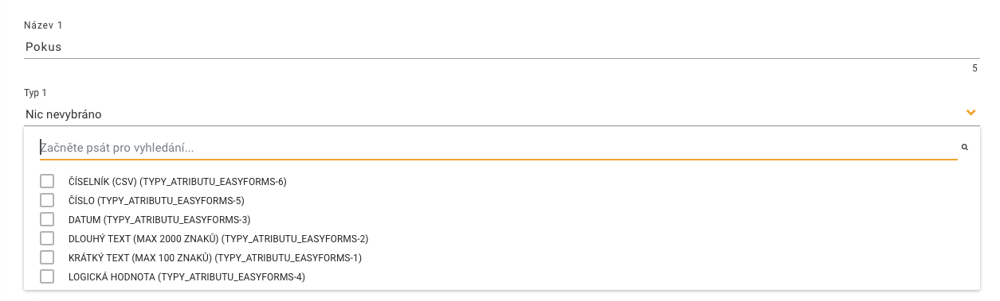 Název 1
Pokus
5
Typ 1
Nic nevybráno
Začněte psát pro vyhledání...
ČÍSELNÍK (CSV) (TYPY_ATRIBUTU_EASYFORMS-6)
ČÍSLO (TYPY_ATRIBUTU_EASYFORMS-5)
DATUM (TYPY_ATRIBUTU_EASYFORMS-3)
DLOUHÝ TEXT (MAX 2000 ZNAKŮ) (TYPY_ATRIBUTU_EASYFORMS-2)
KRÁTKÝ TEXT (MAX 100 ZNAKŮ) (TYPY_ATRIBUTU_EASYFORMS-1)
LOGICKÁ HODNOTA (TYPY_ATRIBUTU_EASYFORMS-4)